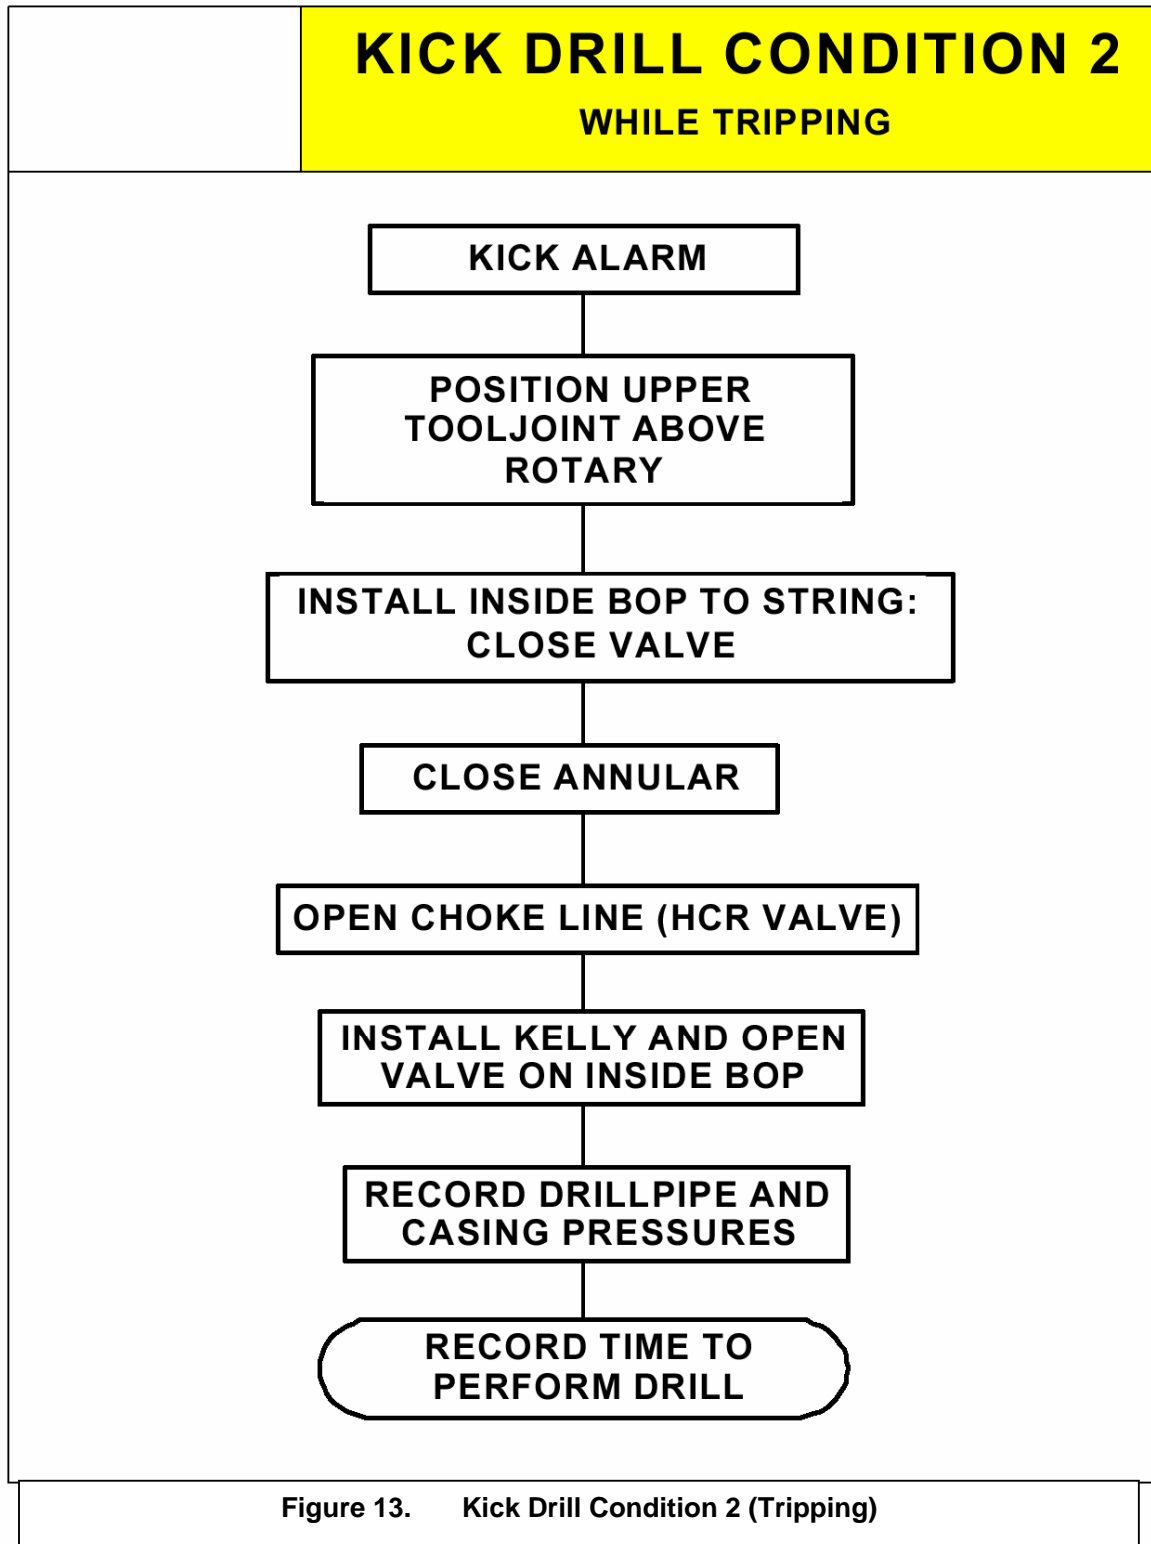 KICK DRILL CONDITION 2
WHILE TRIPPING
KICK ALARM
POSITION UPPER
TOOLJOINT ABOVE
ROTARY
INSTALL INSIDE BOP TO STRING:
CLOSE VALVE
CLOSE ANNULAR
OPEN CHOKE LINE (HCR VALVE)
INSTALL KELLY AND OPEN
VALVE ON INSIDE BOP
RECORD DRILLPIPE AND
CASING PRESSURES
RECORD TIME TO
PERFORM DRILL
Figure 13. Kick Drill Condition 2 (Tripping)